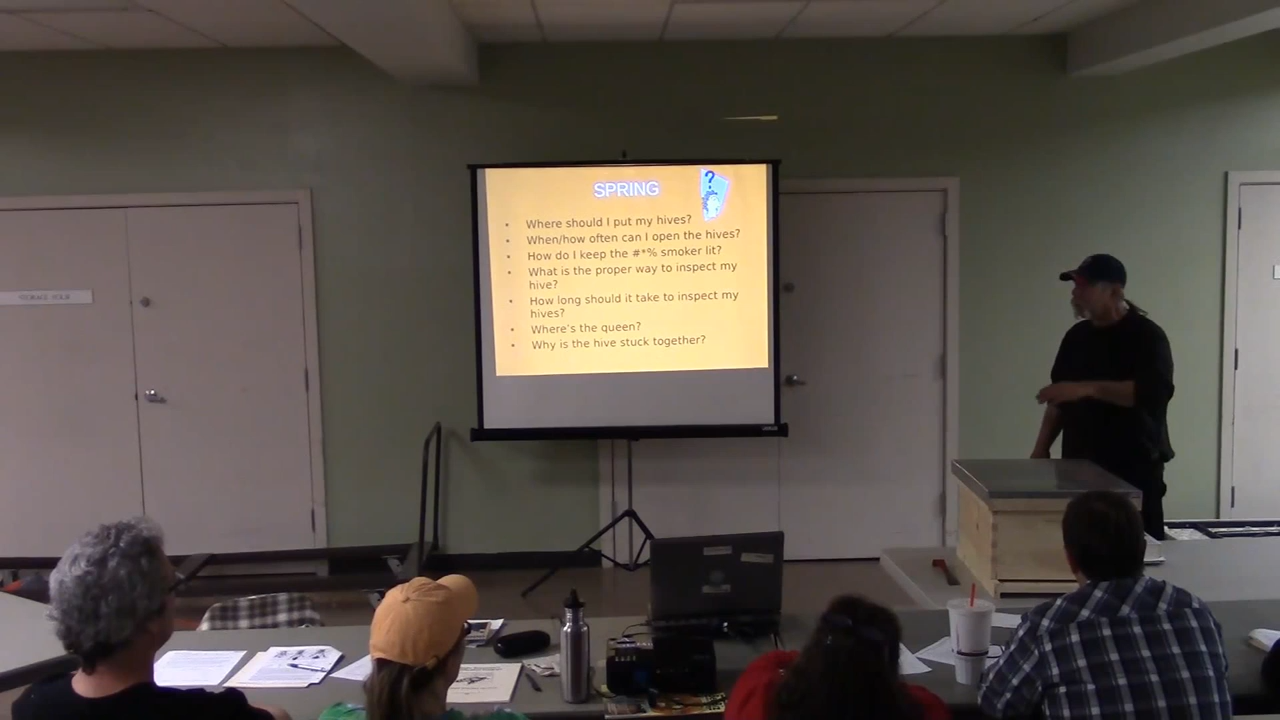 SPRING
?
• Where should I put my hives?
• When/how often can I open the hives?
• How do I keep the #*% smoker lit?
• What is the proper way to inspect my
hive?
• How long should it take to inspect my
hives?
• Where's the queen?
• Why is the hive stuck together?